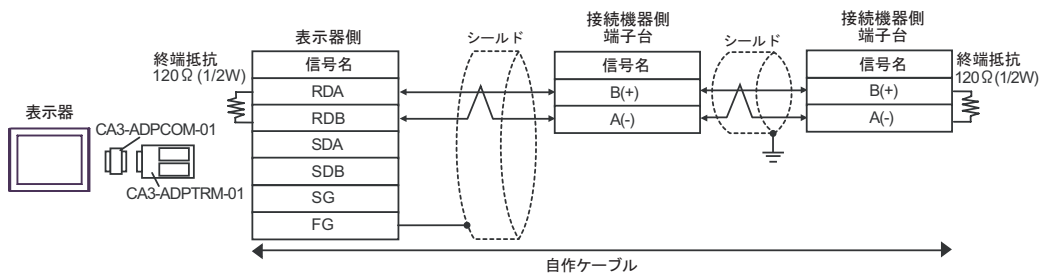 表示器
CA3-ADPCOM-01
CA3-ADPTRM-01
終端抵抗
120Ω(1/2W)
表示器側
信号名
RDA
RDB
SDA
SDB
SG
FG
シールド
接続機器側
端子台
信号名
B(+)
A(-)
シールド
接続機器側
端子台
信号名
B(+)
A(-)
終端抵抗
120Ω(1/2W)
自作ケーブル